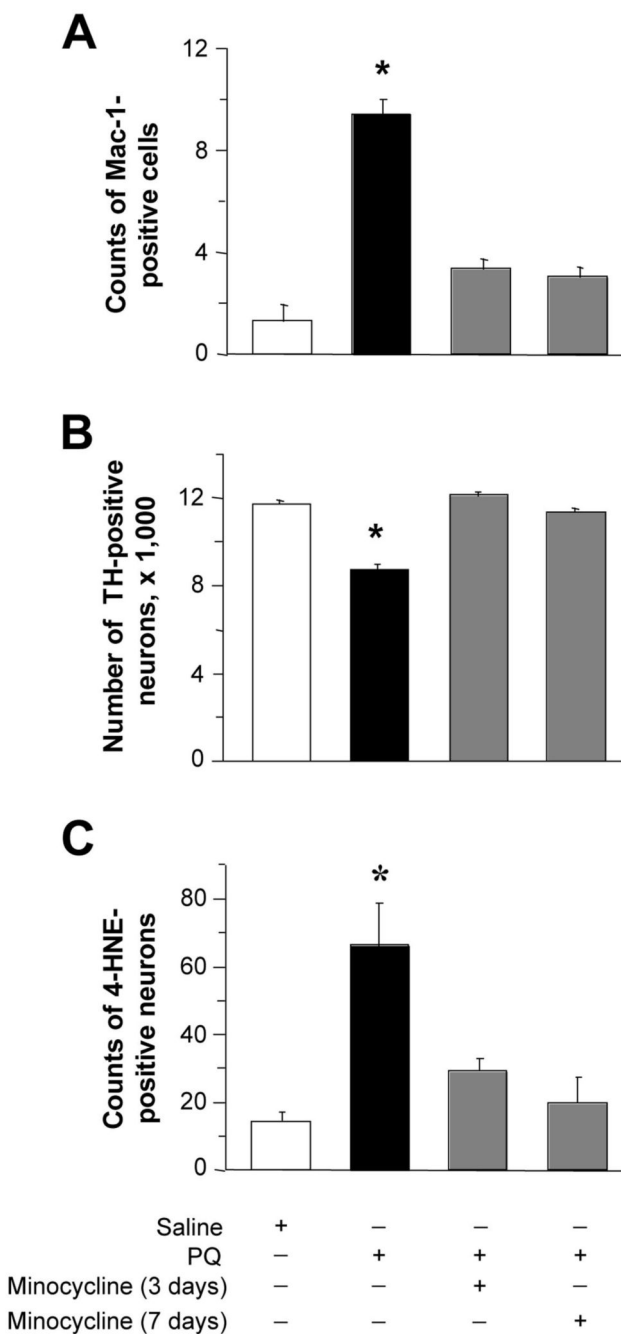 A
Counts of Mac-1-
positive cells
12
8
4
0
*
B
Number of TH-positive
neurons, x 1,000
12
8
4
0
*
C
Counts of 4-HNE-
positive neurons
80
60
40
20
0
*
Saline + – – –
PQ – + + +
Minocycline (3 days) – – + –
Minocycline (7 days) – – – +